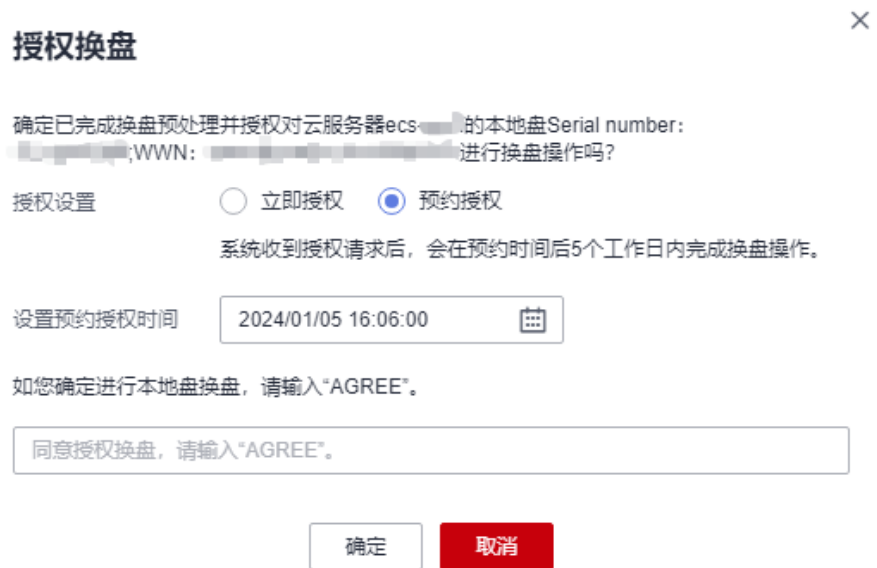 授权换盘
确定已完成换盘预处理并授权对云服务器ecs-的本地盘Serial number：
;WWN：进行换盘操作吗？
授权设置 立即授权 预约授权
系统收到授权请求后，会在预约时间后5个工作日内完成换盘操作。
设置预约授权时间 2024/01/05 16:06:00
如您确定进行本地盘换盘，请输入“AGREE”。
同意授权换盘，请输入“AGREE”。
确定 取消